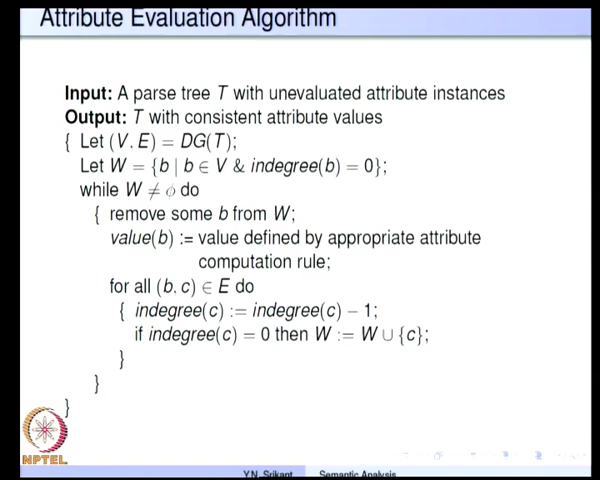 Attribute Evaluation Algorithm
Input: A parse tree T with unevaluated attribute instances
Output: T with consistent attribute values
{ Let (V. E) = DG(T);
Let W = {b | b ∈ V & indegree(b) = 0};
while W ≠ ϕ do
{ remove some b from W;
value(b) := value defined by appropriate attribute
computation rule;
for all (b. c) ∈ E do
{ indegree(c) := indegree(c) − 1;
if indegree(c) = 0 then W := W ∪ {c};
}
}
}
NPTEL
Y.N. Srikant Semantic Analysis